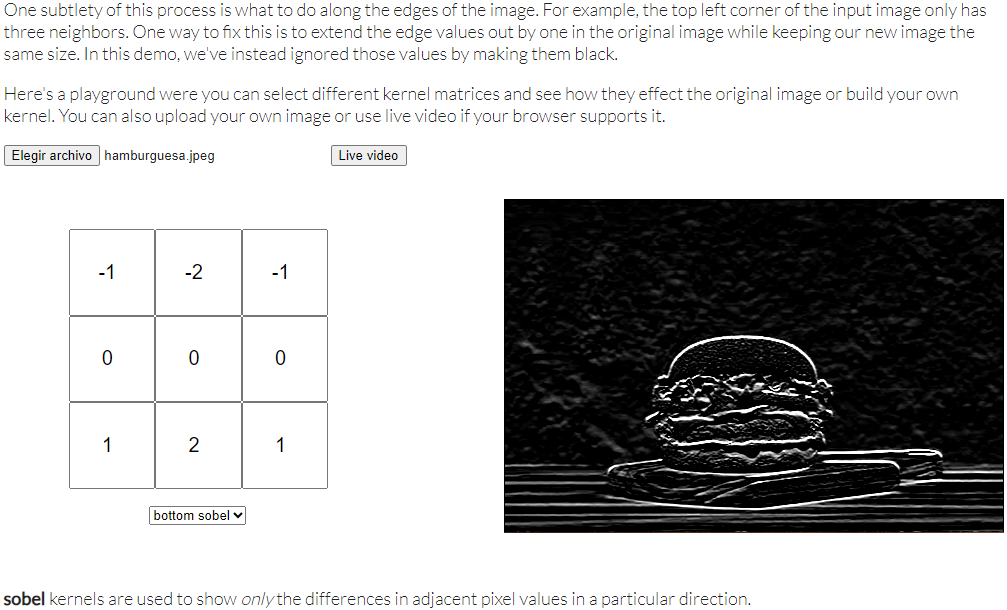 One subtlety of this process is what to do along the edges of the image. For example, the top left corner of the input image only has
three neighbors. One way to fix this is to extend the edge values out by one in the original image while keeping our new image the
same size. In this demo, we've instead ignored those values by making them black.
Here's a playground were you can select different kernel matrices and see how they effect the original image or build your own
kernel. You can also upload your own image or use live video if your browser supports it.
Elegir archivo hamburguesa.jpeg Live video
-1 -2 -1
0 0 0
1 2 1
bottom sobel
sobel kernels are used to show only the differences in adjacent pixel values in a particular direction.